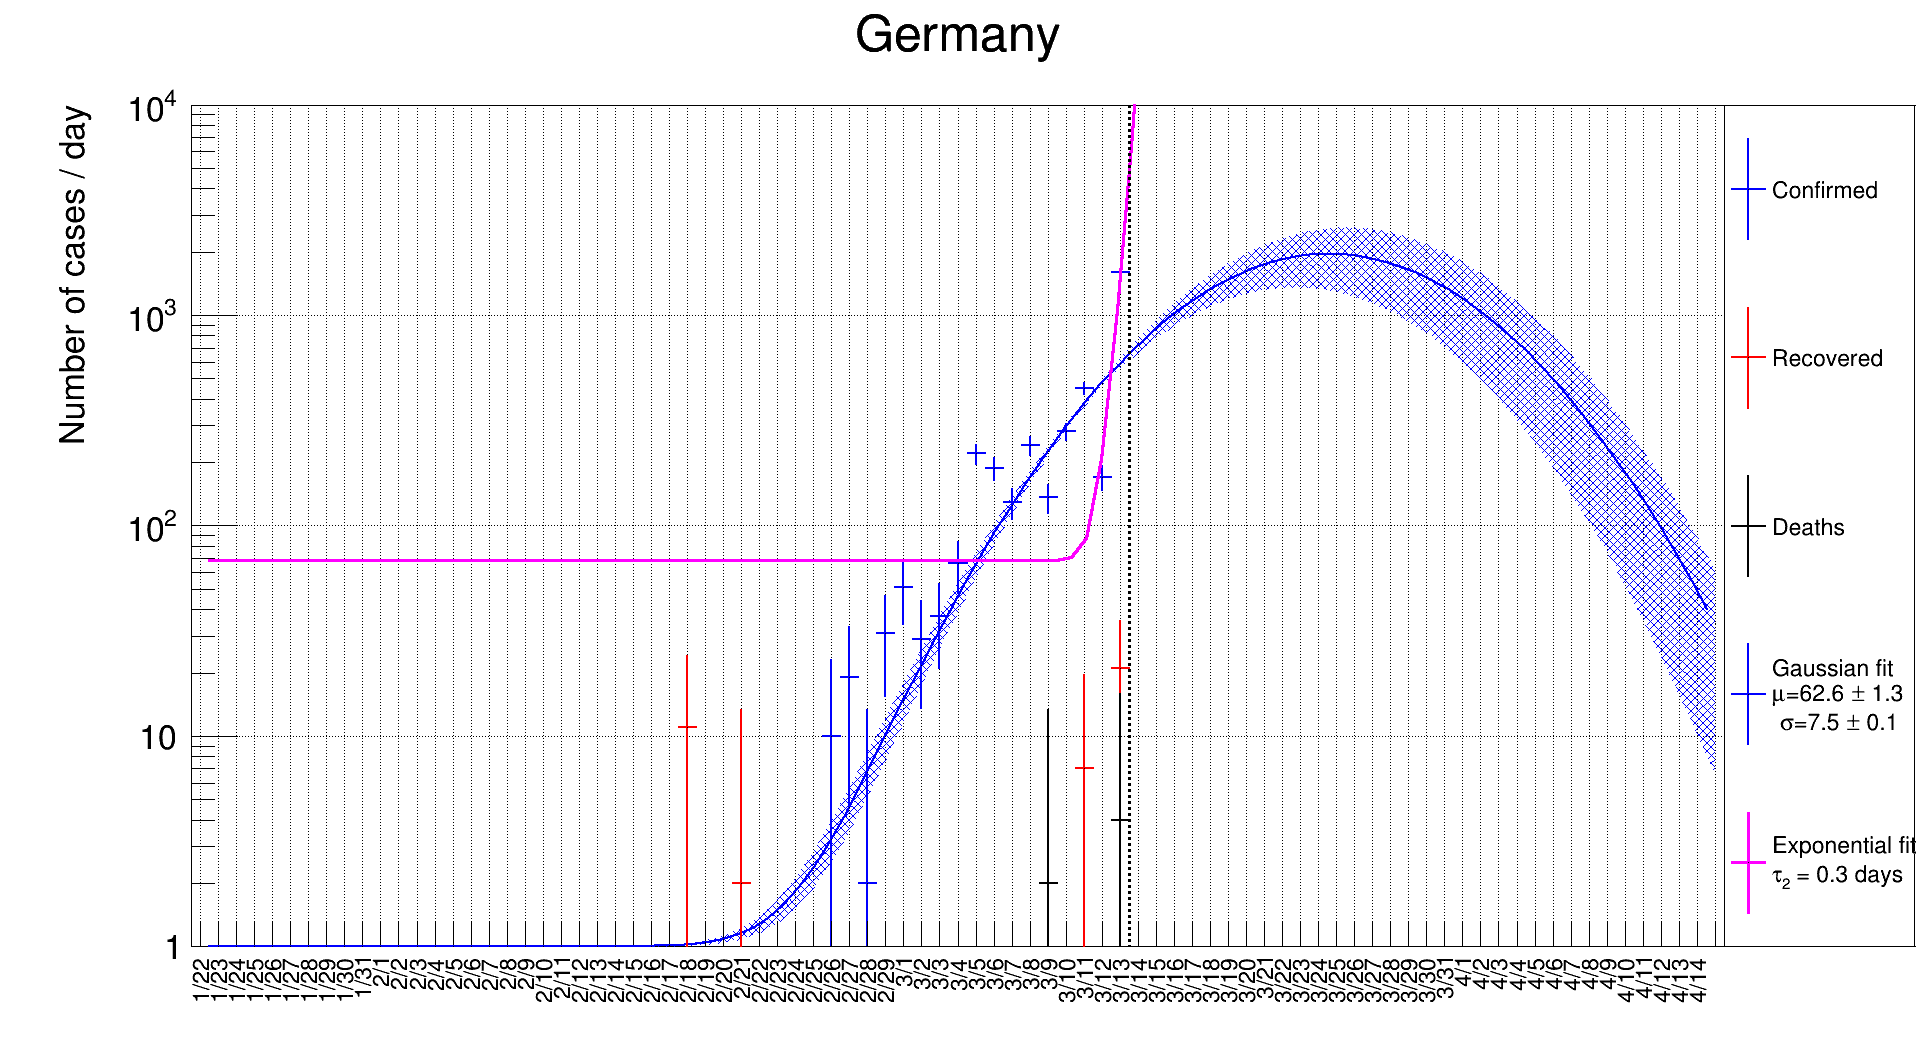 Germany
Number of cases / day
10⁴
10³
10²
10
1
1/22 1/23 1/24 1/25 1/26 1/27 1/28 1/29 1/30 1/31 2/1 2/2 2/3 2/4 2/5 2/6 2/7 2/8 2/9 2/10 2/11 2/12 2/13 2/14 2/15 2/16 2/17 2/18 2/19 2/20 2/21 2/22 2/23 2/24 2/25 2/26 2/27 2/28 2/29 3/1 3/2 3/3 3/4 3/5 3/6 3/7 3/8 3/9 3/10 3/11 3/12 3/13 3/14 3/15 3/16 3/17 3/18 3/19 3/20 3/21 3/22 3/23 3/24 3/25 3/26 3/27 3/28 3/29 3/30 3/31 4/1 4/2 4/3 4/4 4/5 4/6 4/7 4/8 4/9 4/10 4/11 4/12 4/13 4/14
Confirmed
Recovered
Deaths
Gaussian fit
μ=62.6 ± 1.3
σ=7.5 ± 0.1
Exponential fit
τ₂ = 0.3 days